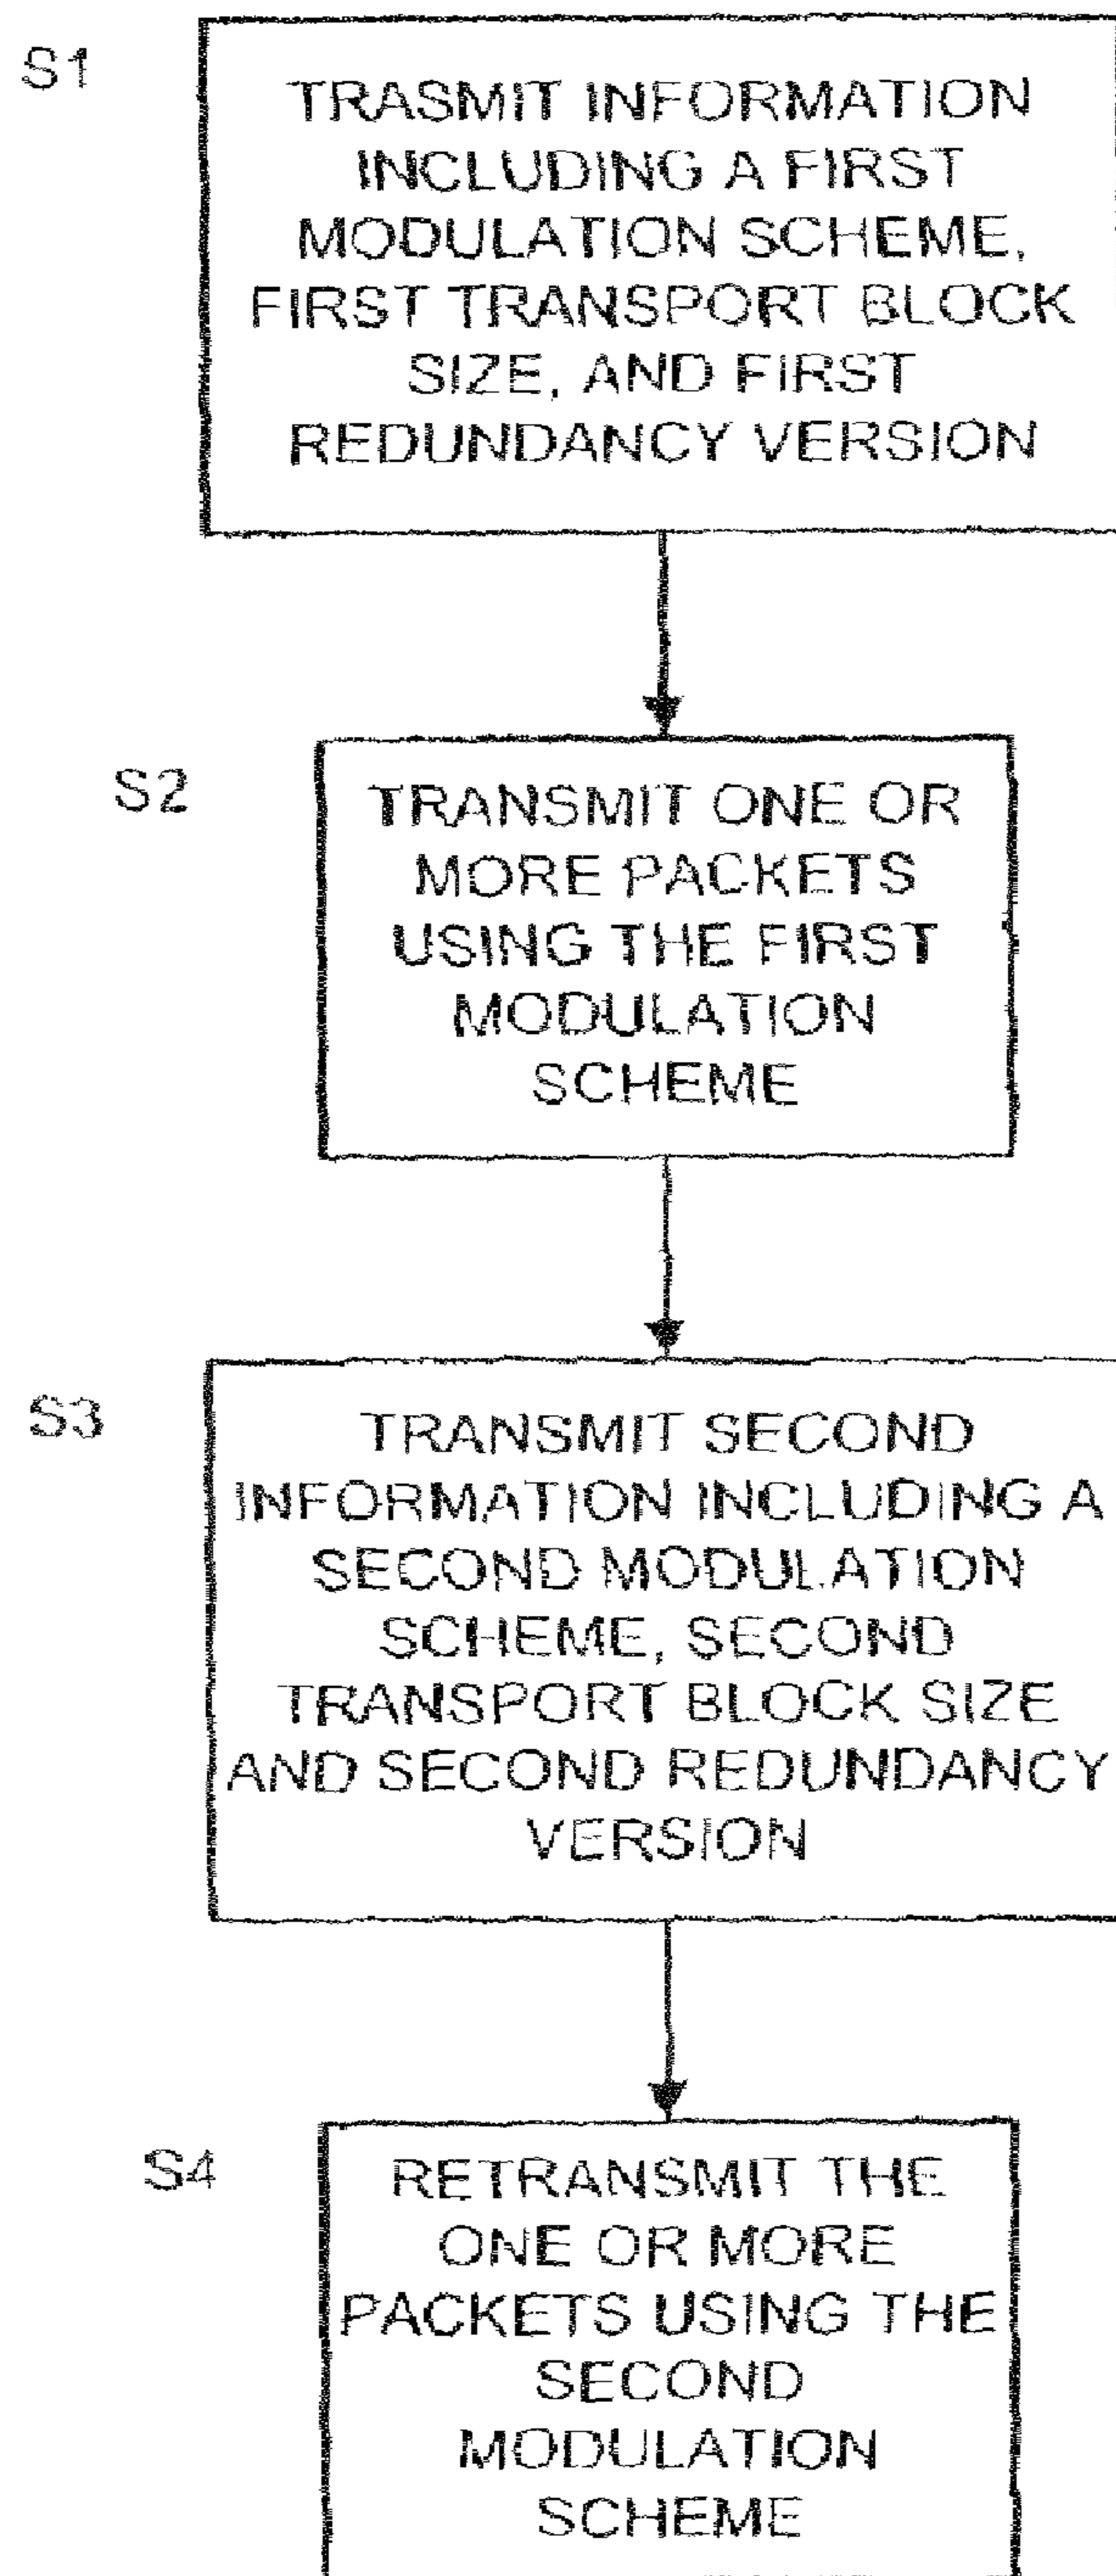 S1
TRASMIT INFORMATION
INCLUDING A FIRST
MODULATION SCHEME,
FIRST TRANSPORT BLOCK
SIZE, AND FIRST
REDUNDANCY VERSION
S2
TRANSMIT ONE OR
MORE PACKETS
USING THE FIRST
MODULATION
SCHEME
S3
TRANSMIT SECOND
INFORMATION INCLUDING A
SECOND MODULATION
SCHEME, SECOND
TRANSPORT BLOCK SIZE
AND SECOND REDUNDANCY
VERSION
S4
RETRANSMIT THE
ONE OR MORE
PACKETS USING THE
SECOND
MODULATION
SCHEME